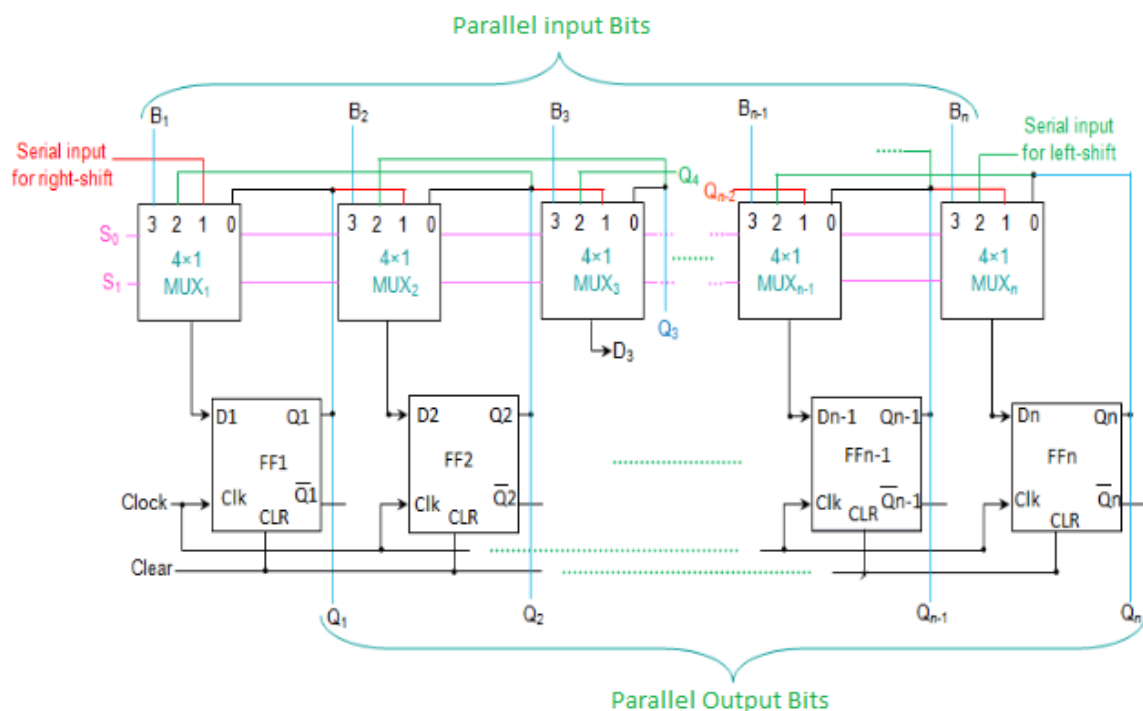 Parallel input Bits
B₁ B₂ B₃ Bₙ₋₁ Bₙ
Serial input for right-shift
Serial input for left-shift
Q₄ Qₙ₋₂
3 2 1 0 3 2 1 0 3 2 1 0 3 2 1 0 3 2 1 0
S₀
4×1 4×1 4×1 4×1 4×1
S₁
MUX₁ MUX₂ MUX₃ MUXₙ₋₁ MUXₙ
Q₃
D₃
D1 Q1 D2 Q2 Dn-1 Qn-1 Dn Qn
FF1 FF2 FFn-1 FFn
Clock
Clk Q̅1 Clk Q̅2 Clk Q̅n-1 Clk Q̅n
CLR CLR CLR CLR
Clear
Q₁ Q₂ Qₙ₋₁ Qₙ
Parallel Output Bits